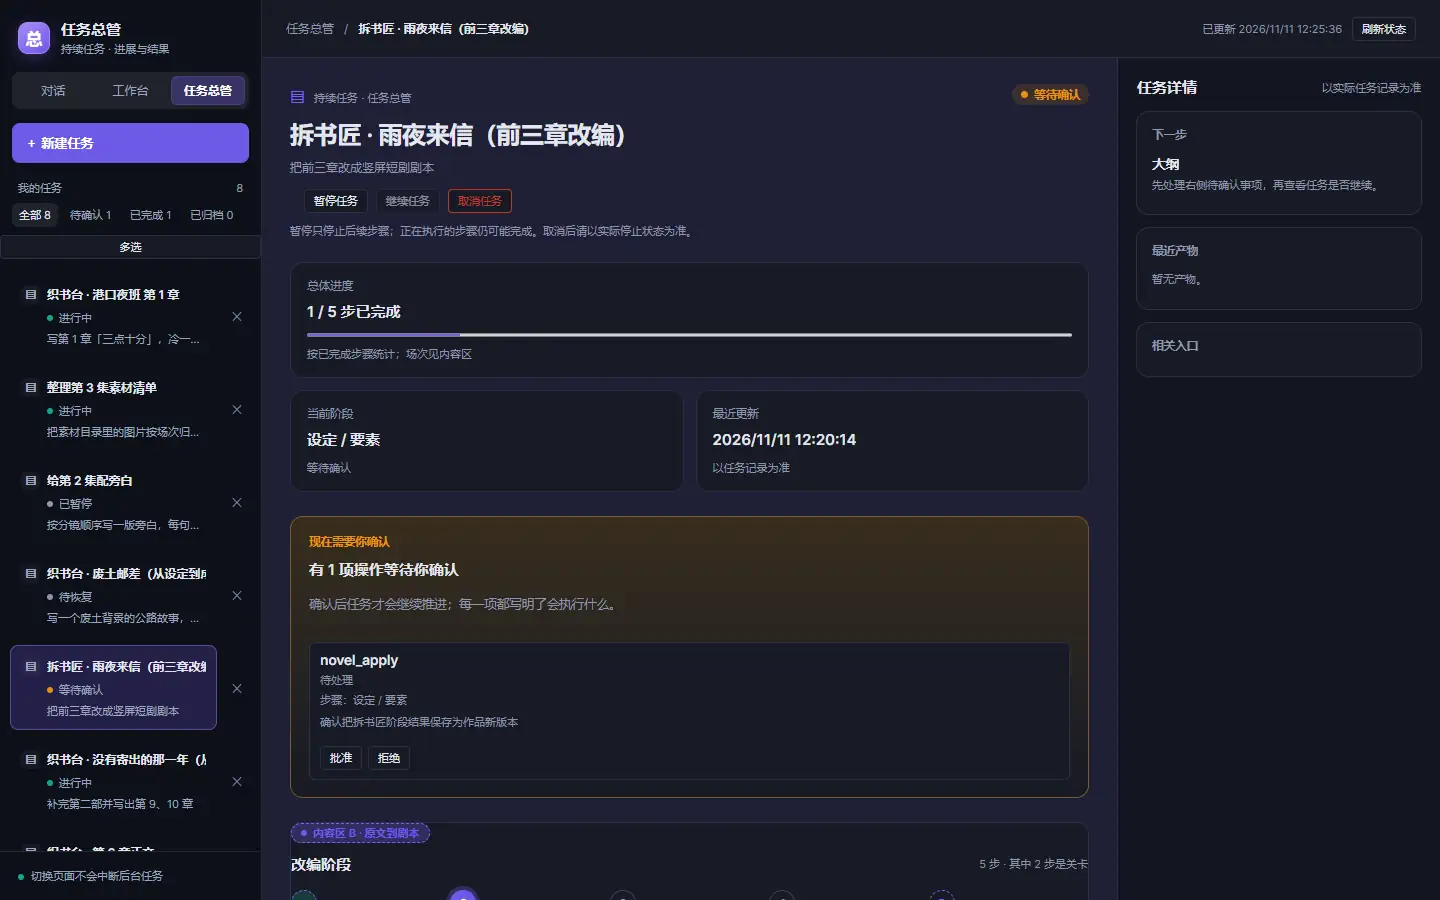 总
任务总管
持续任务 · 进展与结果
对话
工作台
任务总管
+ 新建任务
我的任务
8
全部 8
待确认 1
已完成 1
已归档 0
多选
织书台 · 港口夜班 第 1 章
进行中
写第 1 章「三点十分」，冷一...
整理第 3 集素材清单
进行中
把素材目录里的图片按场次归...
给第 2 集配旁白
已暂停
按分镜顺序写一版旁白，每句...
织书台 · 废土邮差（从设定到
待恢复
写一个废土背景的公路故事，...
拆书匠 · 雨夜来信（前三章改编
等待确认
把前三章改成竖屏短剧剧本
织书台 · 没有寄出的那一年（
进行中
补完第二部并写出第 9、10 章
切换页面不会中断后台任务
任务总管 / 拆书匠 · 雨夜来信（前三章改编）
已更新 2026/11/11 12:25:36
刷新状态
持续任务 · 任务总管
等待确认
拆书匠 · 雨夜来信（前三章改编）
把前三章改成竖屏短剧剧本
暂停任务
继续任务
取消任务
暂停只停止后续步骤；正在执行的步骤仍可能完成。取消后请以实际停止状态为准。
总体进度
1 / 5 步已完成
按已完成步骤统计；场次见内容区
当前阶段
设定 / 要素
等待确认
最近更新
2026/11/11 12:20:14
以任务记录为准
现在需要你确认
有 1 项操作等待你确认
确认后任务才会继续推进；每一项都写明了会执行什么。
novel_apply
待处理
步骤：设定 / 要素
确认把拆书匠阶段结果保存为作品新版本
批准
拒绝
内容区 B · 原文到剧本
改编阶段
5 步 · 其中 2 步是关卡
任务详情
以实际任务记录为准
下一步
大纲
先处理右侧待确认事项，再查看任务是否继续。
最近产物
暂无产物。
相关入口